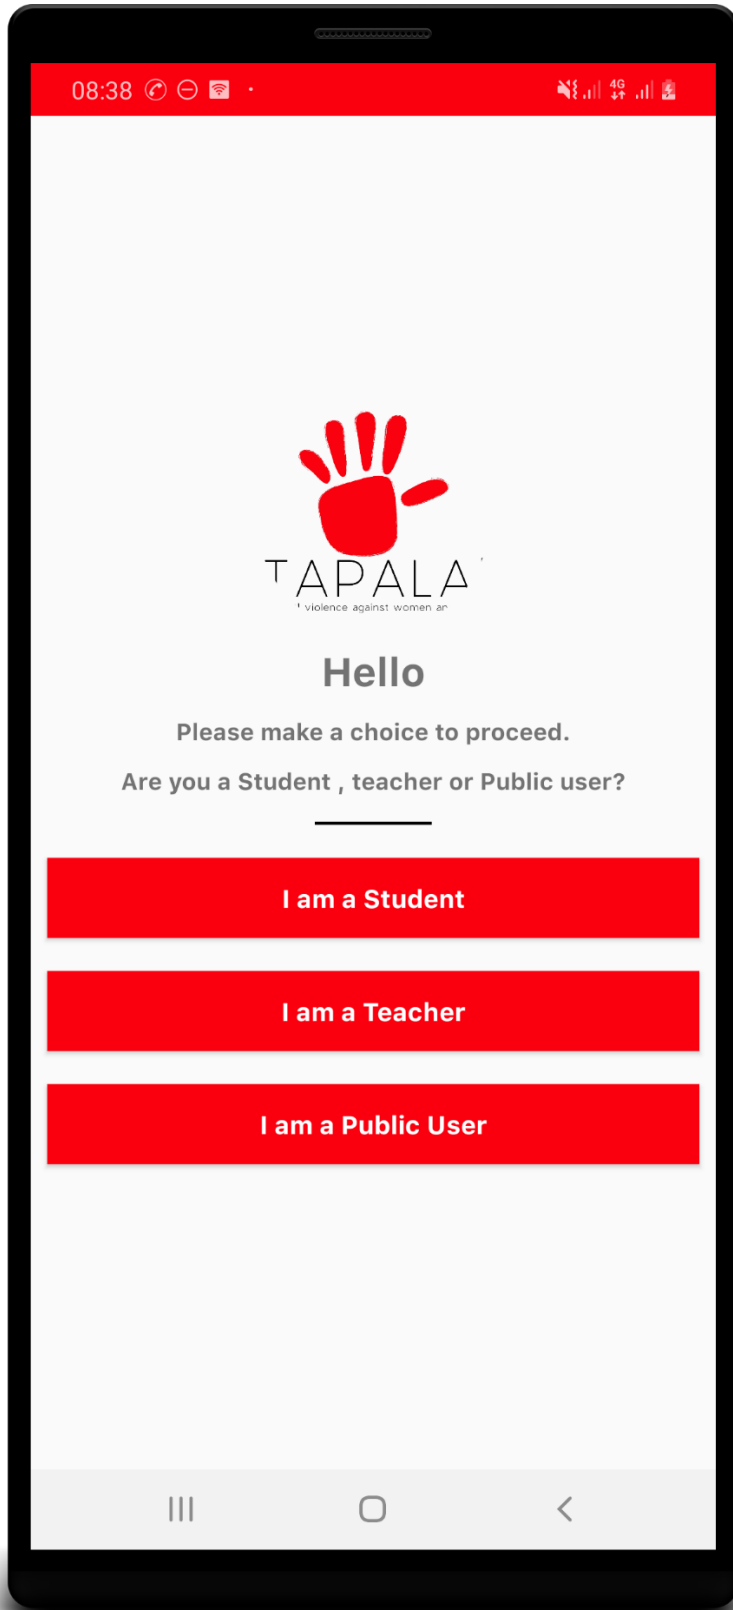 08:38
4G
TAPALA
violence against women
Hello
Please make a choice to proceed.
Are you a Student , teacher or Public user?
I am a Student
I am a Teacher
I am a Public User